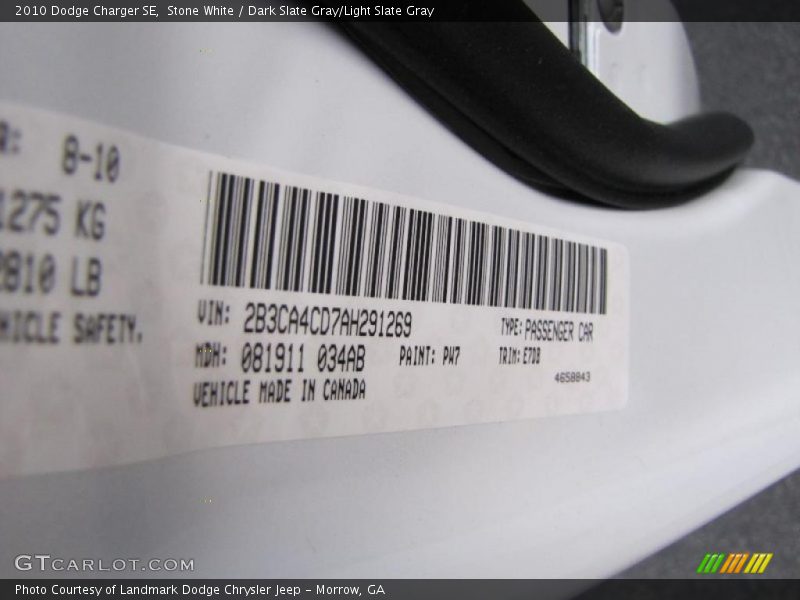 2010 Dodge Charger SE, Stone White / Dark Slate Gray/Light Slate Gray
8-10
1275 KG
LB
SAFETY.
VIN: 2B3CA4CD7AH291269
TYPE: PASSENGER CAR
MDH: 081911 034AB
PAINT: PW7
TRIM: E7DB
VEHICLE MADE IN CANADA
4658843
GTCARLOT.COM
Photo Courtesy of Landmark Dodge Chrysler Jeep - Morrow, GA